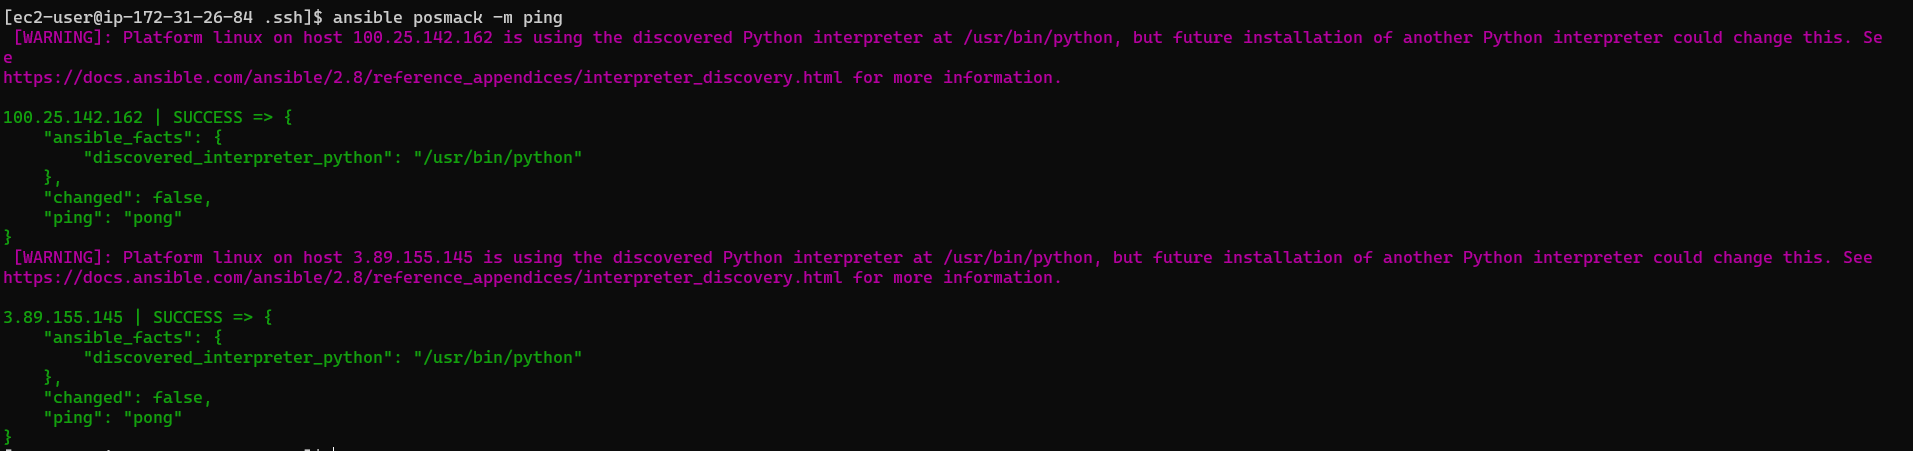 [ec2-user@ip-172-31-26-84 .ssh]$ ansible posmack -m ping
 [WARNING]: Platform linux on host 100.25.142.162 is using the discovered Python interpreter at /usr/bin/python, but future installation of another Python interpreter could change this. Se
e
https://docs.ansible.com/ansible/2.8/reference_appendices/interpreter_discovery.html for more information.

100.25.142.162 | SUCCESS => {
    "ansible_facts": {
        "discovered_interpreter_python": "/usr/bin/python"
    },
    "changed": false,
    "ping": "pong"
}
 [WARNING]: Platform linux on host 3.89.155.145 is using the discovered Python interpreter at /usr/bin/python, but future installation of another Python interpreter could change this. See
https://docs.ansible.com/ansible/2.8/reference_appendices/interpreter_discovery.html for more information.

3.89.155.145 | SUCCESS => {
    "ansible_facts": {
        "discovered_interpreter_python": "/usr/bin/python"
    },
    "changed": false,
    "ping": "pong"
}